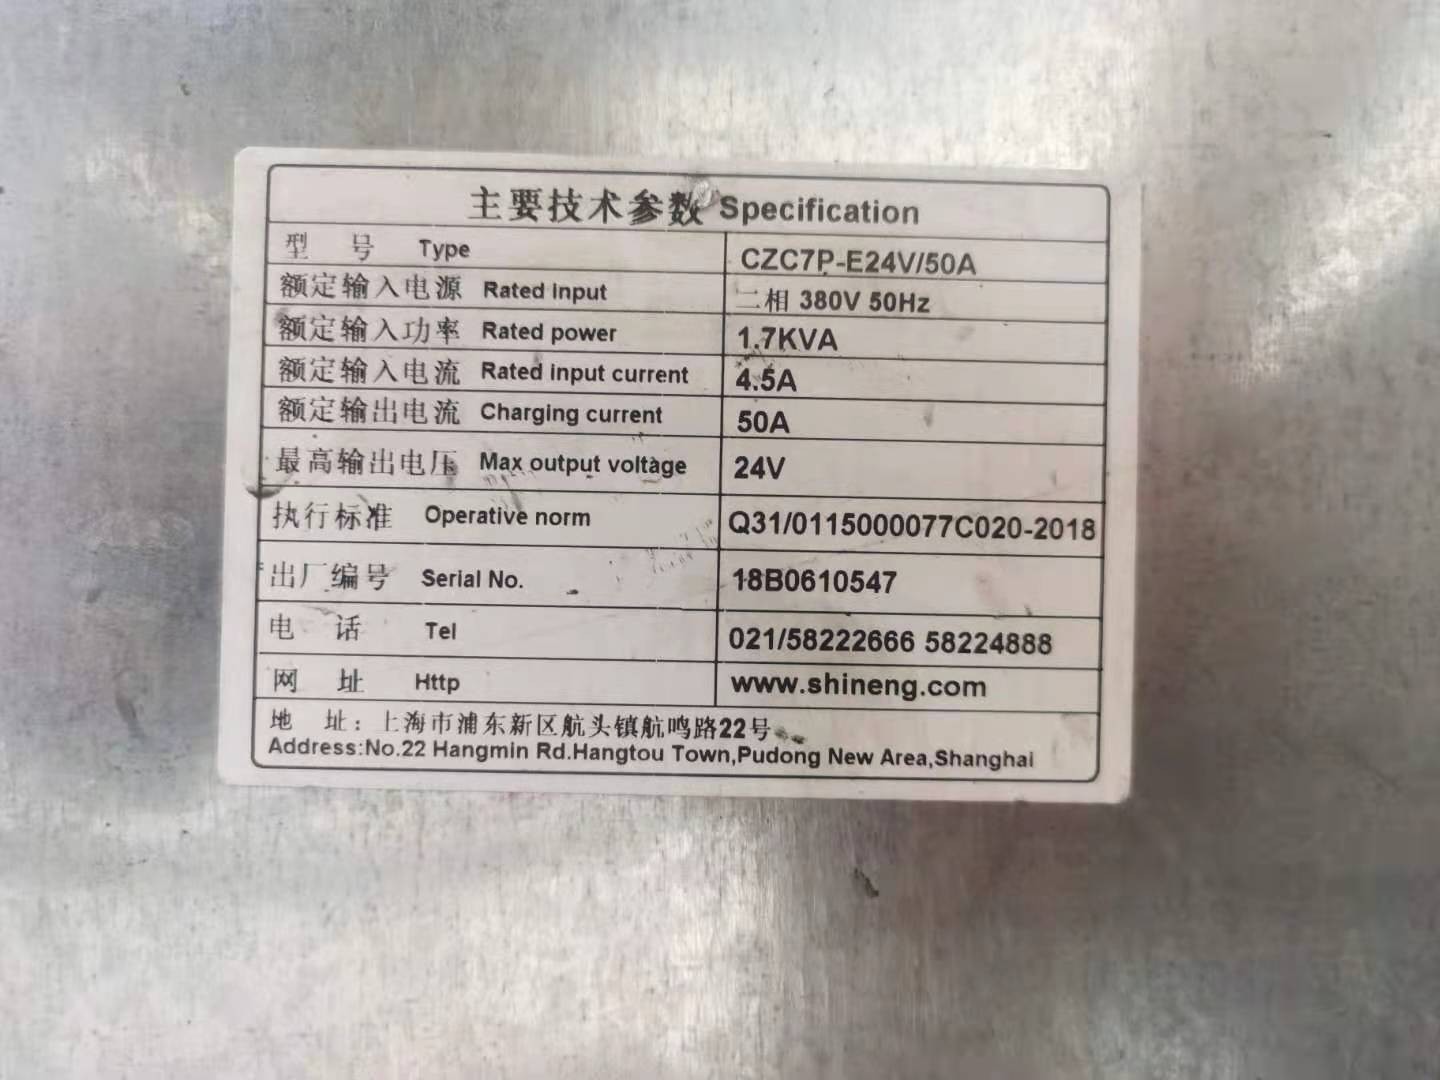 主要技术参数 Specification
型 号 Type CZC7P-E24V/50A
额定输入电源 Rated input 二相 380V 50Hz
额定输入功率 Rated power 1.7KVA
额定输入电流 Rated input current 4.5A
额定输出电流 Charging current 50A
最高输出电压 Max output voltage 24V
执行标准 Operative norm Q31/0115000077C020-2018
出厂编号 Serial No. 18B0610547
电 话 Tel 021/58222666 58224888
网 址 Http www.shineng.com
地 址：上海市浦东新区航头镇航鸣路22号
Address:No.22 Hangmin Rd.Hangtou Town,Pudong New Area,Shanghai